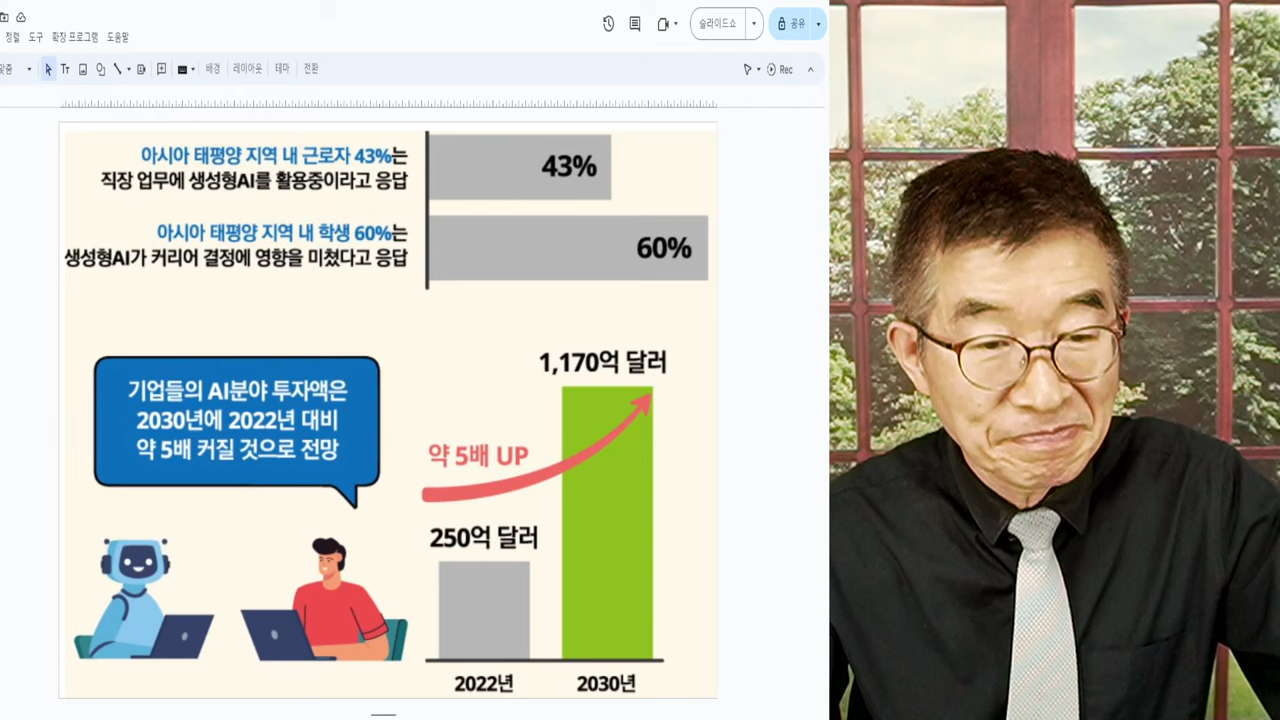 정렬 도구 확장 프로그램 도움말
슬라이드쇼
공유
맞춤
배경 레이아웃 테마 전환
Rec
아시아 태평양 지역 내 근로자 43%는
직장 업무에 생성형AI를 활용중이라고 응답
43%
아시아 태평양 지역 내 학생 60%는
생성형AI가 커리어 결정에 영향을 미쳤다고 응답
60%
기업들의 AI분야 투자액은
2030년에 2022년 대비
약 5배 커질 것으로 전망
1,170억 달러
약 5배 UP
250억 달러
2022년
2030년